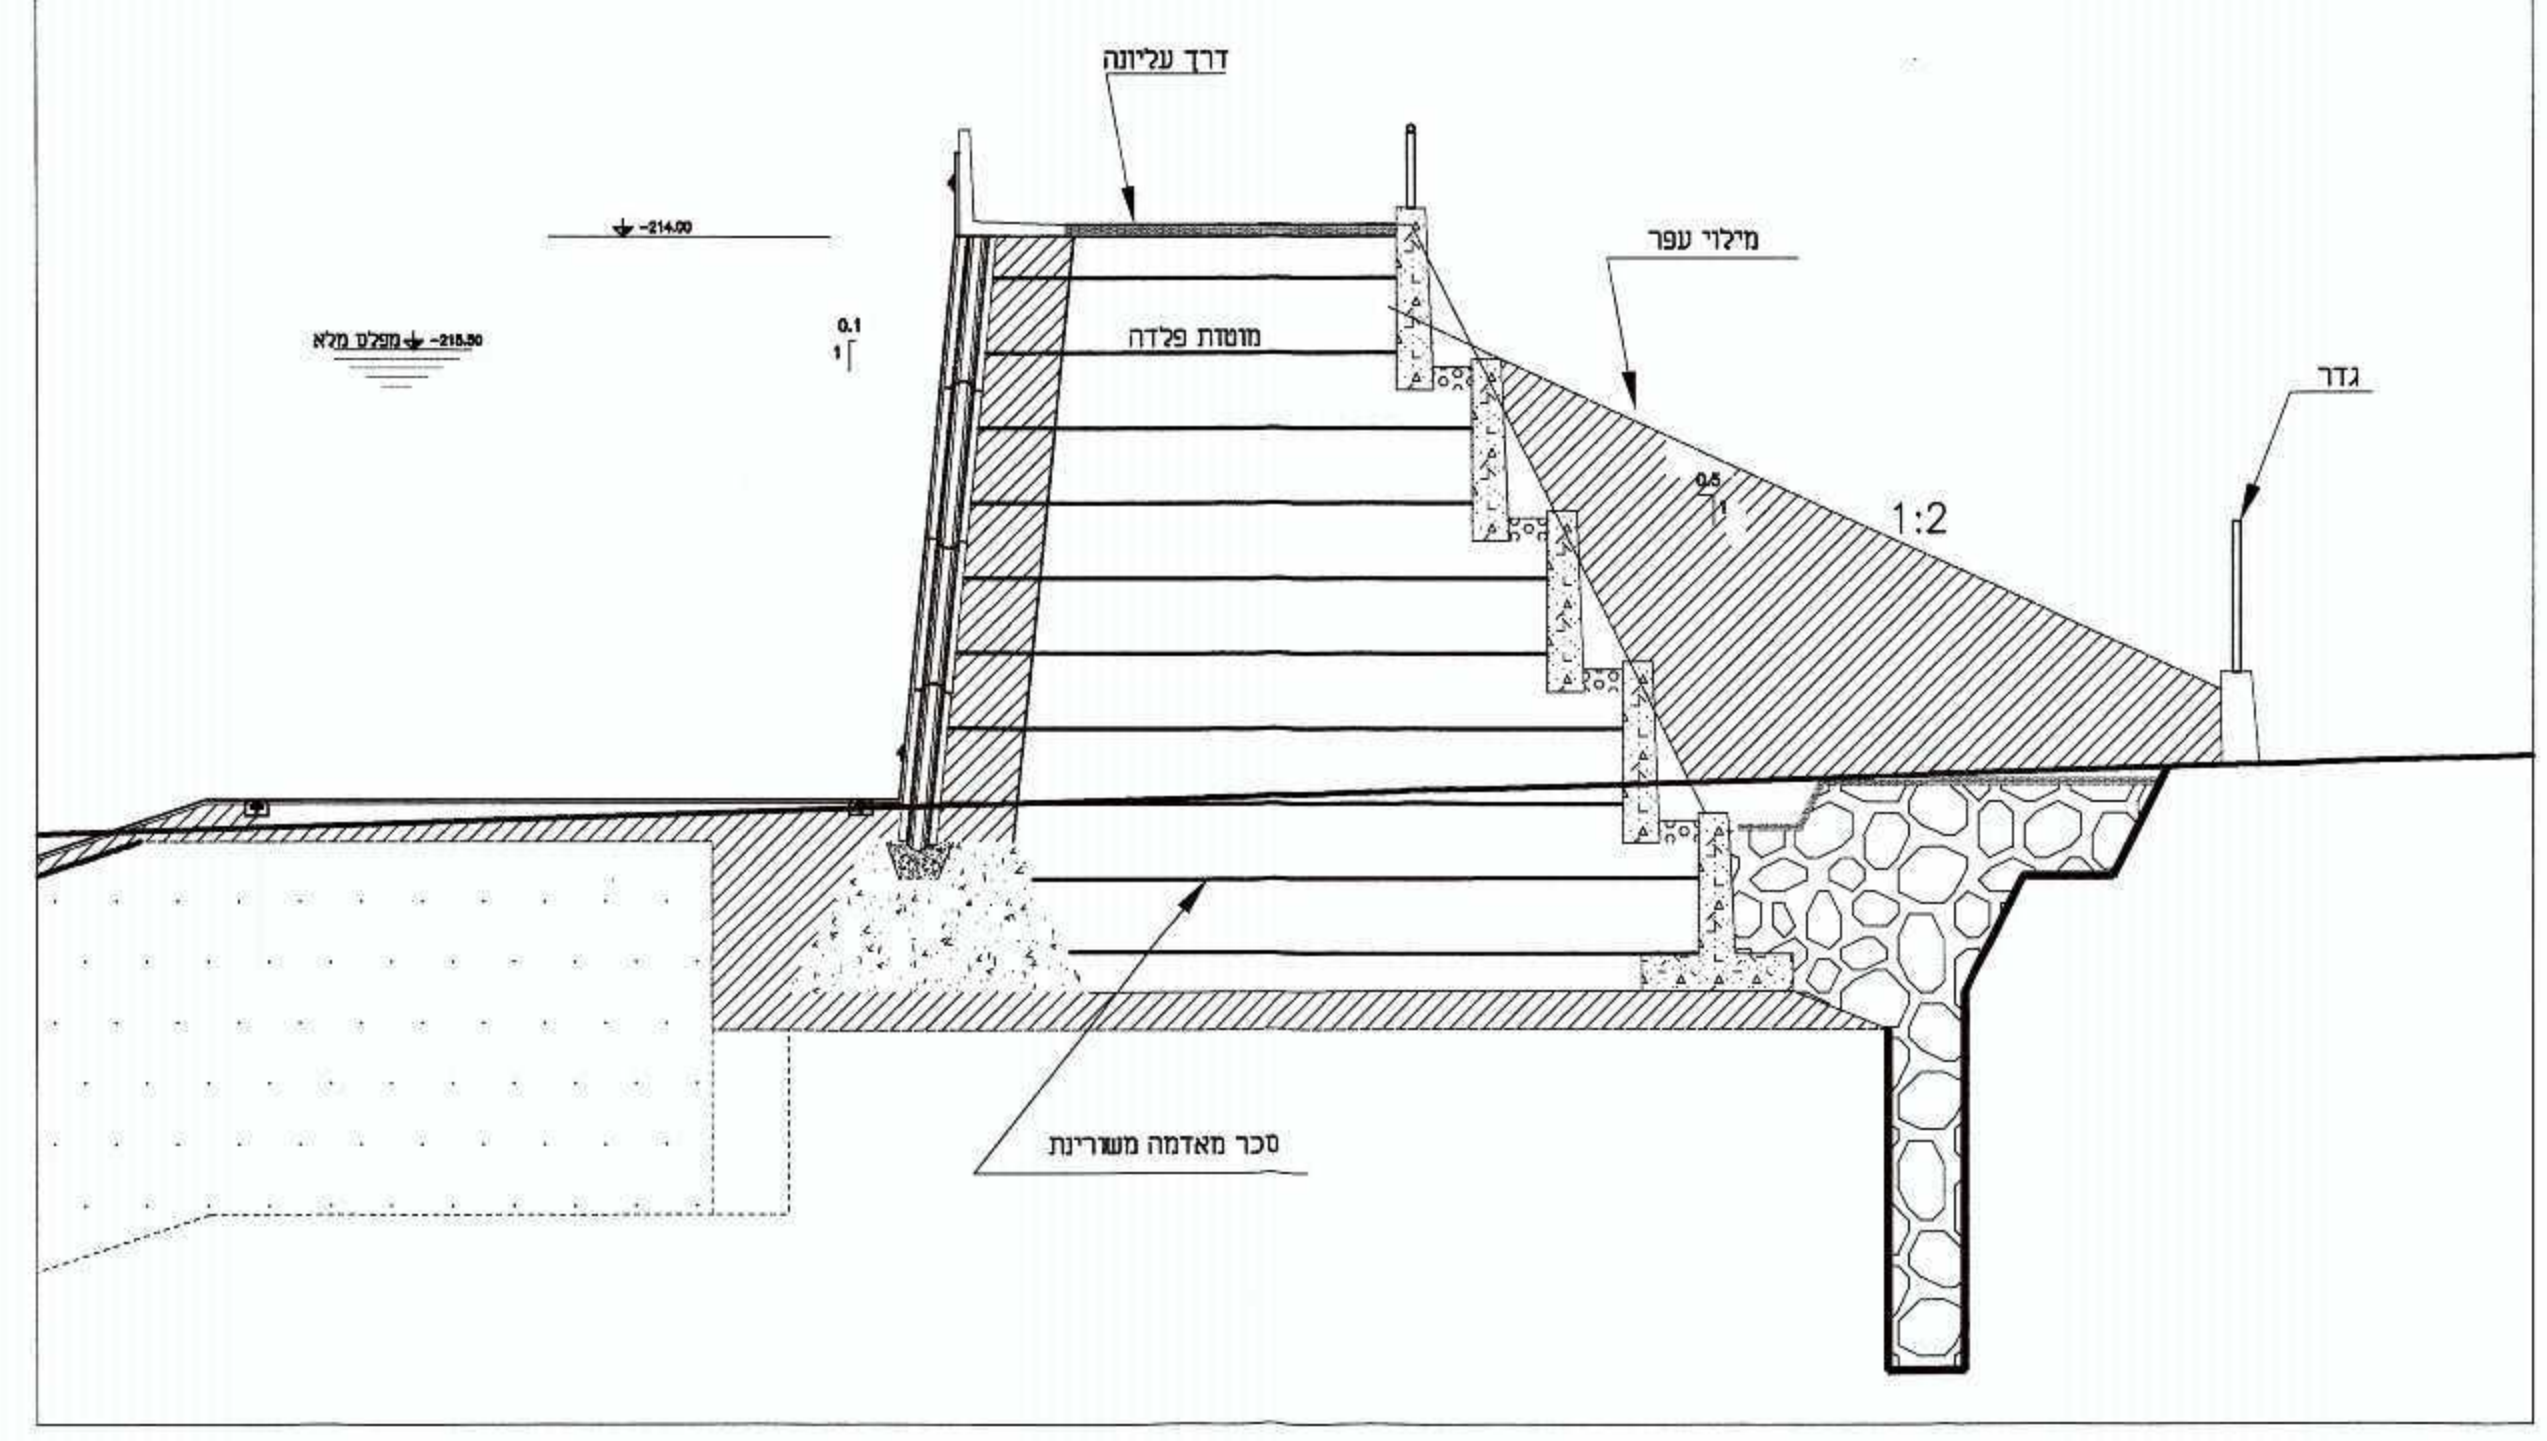 דרך עליונה
-214.00
מילוי עפר
0.1
1
מפלס מלא -215.50
מוטות פלדה
גדר
0.5
1
1:2
סכר מאדמה משוריינת